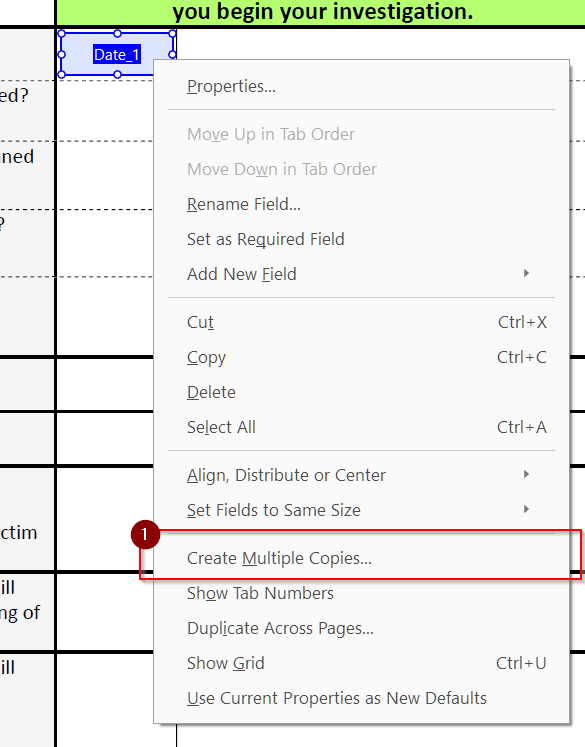 you begin your investigation.
Date_1
Properties...
ed?
Move Up in Tab Order
ined
Move Down in Tab Order
Rename Field...
?
Set as Required Field
Add New Field
Cut Ctrl+X
Copy Ctrl+C
Delete
Select All Ctrl+A
Align, Distribute or Center
Set Fields to Same Size
ctim
1
Create Multiple Copies...
ill
Show Tab Numbers
ng of
Duplicate Across Pages...
ill
Show Grid Ctrl+U
Use Current Properties as New Defaults